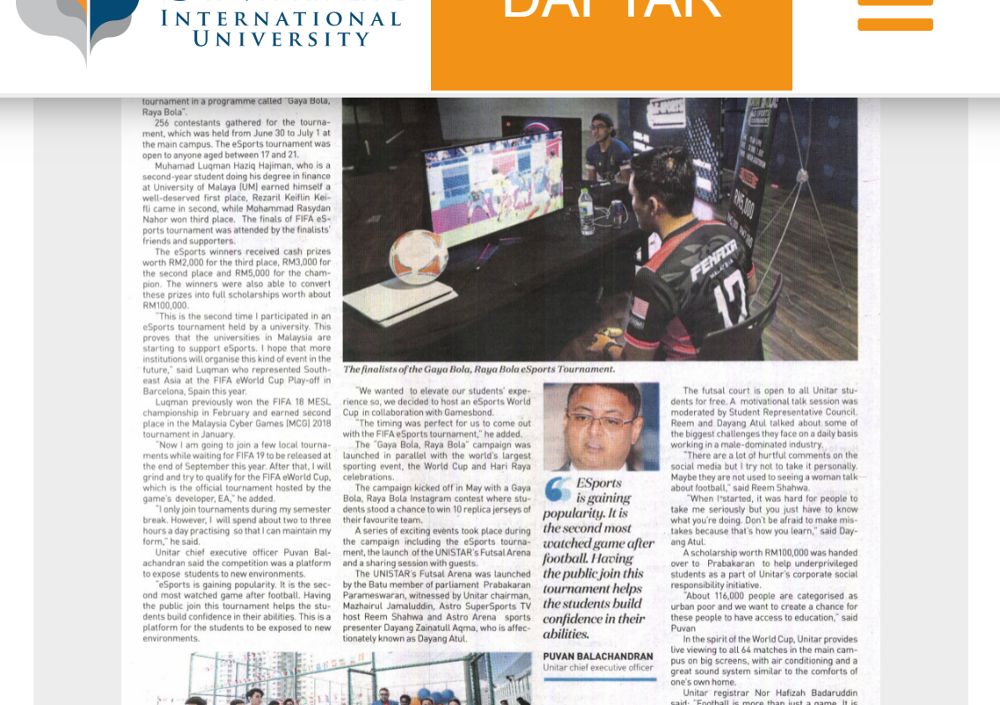 INTERNATIONAL
UNIVERSITY
DAFTAR
tournament in a programme called "Gaya Bola,
Raya Bola".
256 contestants gathered for the tourna-
ment, which was held from June 30 to July 1 at
the main campus. The eSports tournament was
open to anyone aged between 17 and 21.
Muhamad Luqman Haziq Hajiman, who is a
second-year student doing his degree in finance
at University of Malaya (UM) earned himself a
well-deserved first place, Rezaril Keiflin Kei-
fli came in second, while Mohammad Rasydan
Nahor won third place. The finals of FIFA eS-
ports tournament was attended by the finalists'
friends and supporters.
The eSports winners received cash prizes
worth RM2,000 for the third place, RM3,000 for
the second place and RM5,000 for the cham-
pion. The winners were also able to convert
these prizes into full scholarships worth about
RM100,000.
"This is the second time I participated in an
eSports tournament held by a university. This
proves that the universities in Malaysia are
starting to support eSports. I hope that more
institutions will organise this kind of event in the
future," said Luqman who represented South-
east Asia at the FIFA eWorld Cup Play-off in
Barcelona, Spain this year.
Luqman previously won the FIFA 18 MESL
championship in February and earned second
place in the Malaysia Cyber Games (MCG) 2018
tournament in January.
"Now I am going to join a few local tourna-
ments while waiting for FIFA 19 to be released at
the end of September this year. After that, I will
grind and try to qualify for the FIFA eWorld Cup,
which is the official tournament hosted by the
game's developer, EA," he added.
"I only join tournaments during my semester
break. However, I will spend about two to three
hours a day practising so that I can maintain my
form," he said.
Unitar chief executive officer Puvan Bal-
achandran said the competition was a platform
to expose students to new environments.
"eSports is gaining popularity. It is the sec-
ond most watched game after football. Having
the public join this tournament helps the stu-
dents build confidence in their abilities. This is a
platform for the students to be exposed to new
environments.
RM5,000
FENRIR
MALAYSIA
17
The finalists of the Gaya Bola, Raya Bola eSports Tournament.
"We wanted to elevate our students' expe-
rience so, we decided to host an eSports World
Cup in collaboration with Gamesbond.
"The timing was perfect for us to come out
with the FIFA eSports tournament," he added.
The "Gaya Bola, Raya Bola" campaign was
launched in parallel with the world's largest
sporting event, the World Cup and Hari Raya
celebrations.
The campaign kicked off in May with a Gaya
Bola, Raya Bola Instagram contest where stu-
dents stood a chance to win 10 replica jerseys of
their favourite team.
A series of exciting events took place during
the campaign including the eSports tourna-
ment, the launch of the UNISTAR's Futsal Arena
and a sharing session with guests.
The UNISTAR's Futsal Arena was launched
by the Batu member of parliament Prabakaran
Parameswaran, witnessed by Unitar chairman,
Mazhairul Jamaluddin, Astro SuperSports TV
host Reem Shahwa and Astro Arena sports
presenter Dayang Zainatull Aqma, who is affec-
tionately known as Dayang Atul.
ESports
is gaining
popularity. It is
the second most
watched game after
football. Having
the public join this
tournament helps
the students build
confidence in their
abilities.
PUVAN BALACHANDRAN
Unitar chief executive officer
The futsal court is open to all Unitar stu-
dents for free. A motivational talk session was
moderated by Student Representative Council.
Reem and Dayang Atul talked about some of
the biggest challenges they face on a daily basis
working in a male-dominated industry.
"There are a lot of hurtful comments on the
social media but I try not to take it personally.
Maybe they are not used to seeing a woman talk
about football," said Reem Shahwa.
"When I started, it was hard for people to
take me seriously but you just have to know
what you're doing. Don't be afraid to make mis-
takes because that's how you learn," said Day-
ang Atul.
A scholarship worth RM100,000 was handed
over to Prabakaran to help underprivileged
students as a part of Unitar's corporate social
responsibility initiative.
"About 116,000 people are categorised as
urban poor and we want to create a chance for
these people to have access to education," said
Puvan
In the spirit of the World Cup, Unitar provides
live viewing to all 64 matches in the main cam-
pus on big screens, with air conditioning and a
great sound system similar to the comforts of
one's own home.
Unitar registrar Nor Hafizah Badaruddin
said: "Football is more than just a game. It is